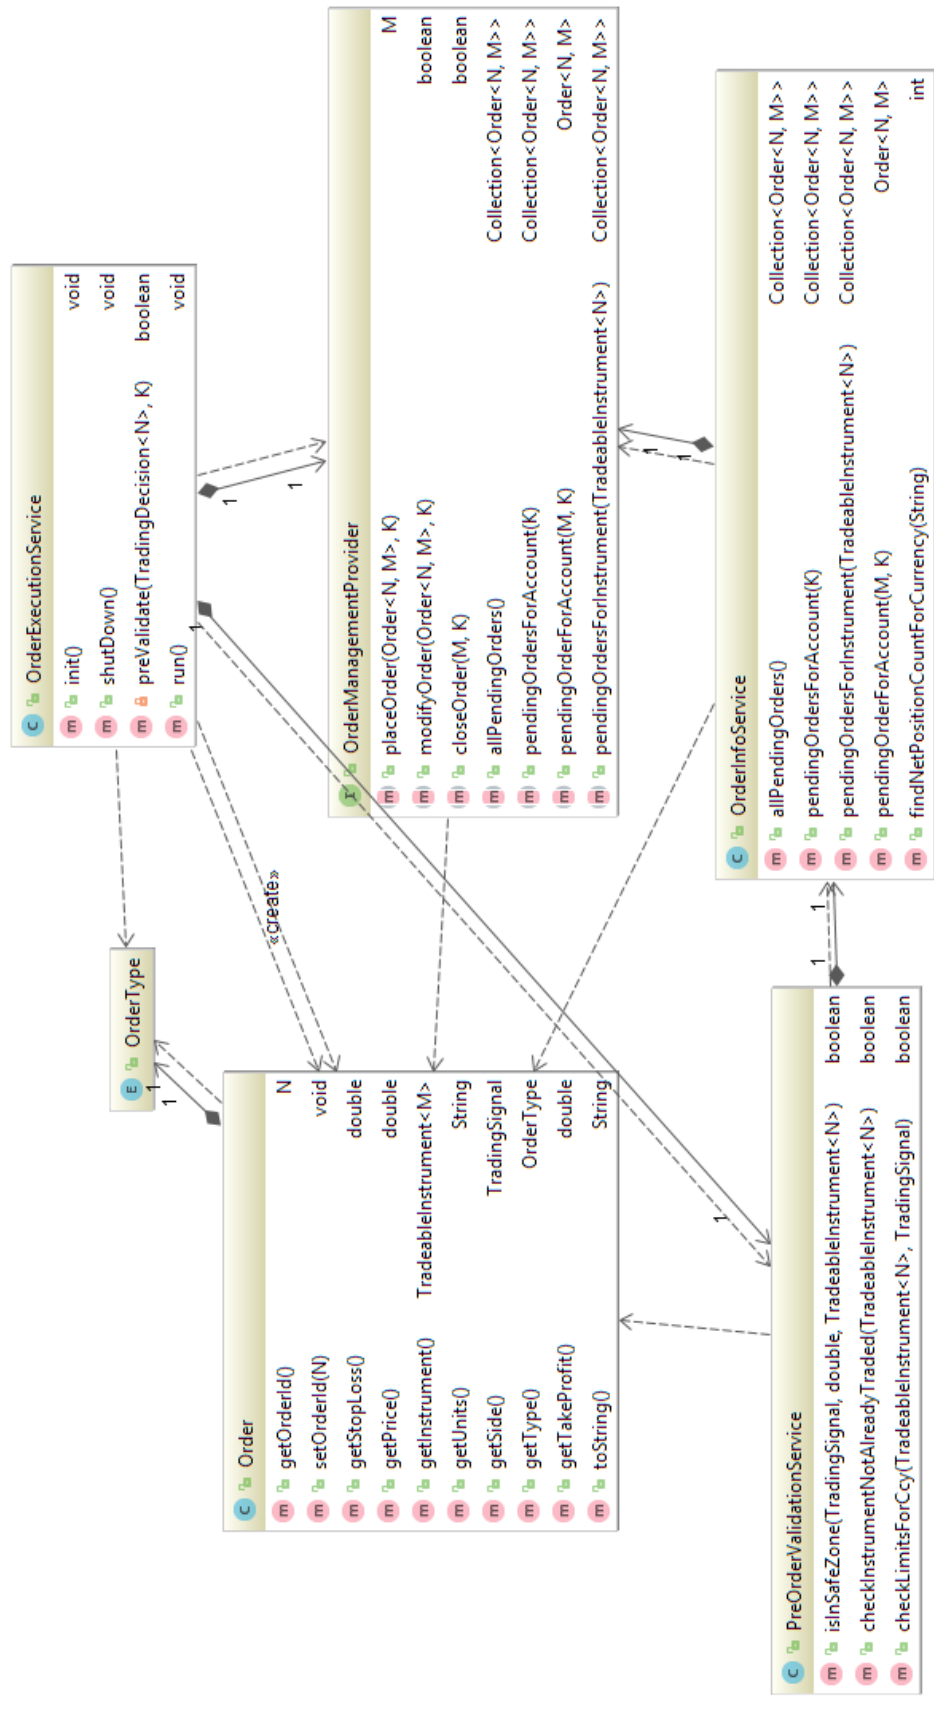 OrderExecutionService
init() void
shutDown() void
preValidate(TradingDecision<N>, K) boolean
run() void
OrderType
«create»
OrderManagementProvider
placeOrder(Order<N, M>, K) M
modifyOrder(Order<N, M>, K) boolean
closeOrder(M, K) boolean
allPendingOrders() Collection<Order<N, M>>
pendingOrdersForAccount(K) Collection<Order<N, M>>
pendingOrderForAccount(M, K) Order<N, M>
pendingOrdersForInstrument(TradeableInstrument<N>) Collection<Order<N, M>>
Order
getOrderId() N
setOrderId(N) void
getStopLoss() double
getPrice() double
getInstrument() TradeableInstrument<M>
getUnits() String
getSide() TradingSignal
getType() OrderType
getTakeProfit() double
toString() String
OrderInfoService
allPendingOrders() Collection<Order<N, M>>
pendingOrdersForAccount(K) Collection<Order<N, M>>
pendingOrdersForInstrument(TradeableInstrument<N>) Collection<Order<N, M>>
pendingOrderForAccount(M, K) Order<N, M>
findNetPositionCountForCurrency(String) int
PreOrderValidationService
isInSafeZone(TradingSignal, double, TradeableInstrument<N>) boolean
checkInstrumentNotAlreadyTraded(TradeableInstrument<N>) boolean
checkLimitsForCcy(TradeableInstrument<N>, TradingSignal) boolean
1
1
1
1
1
1
1
1
1
1